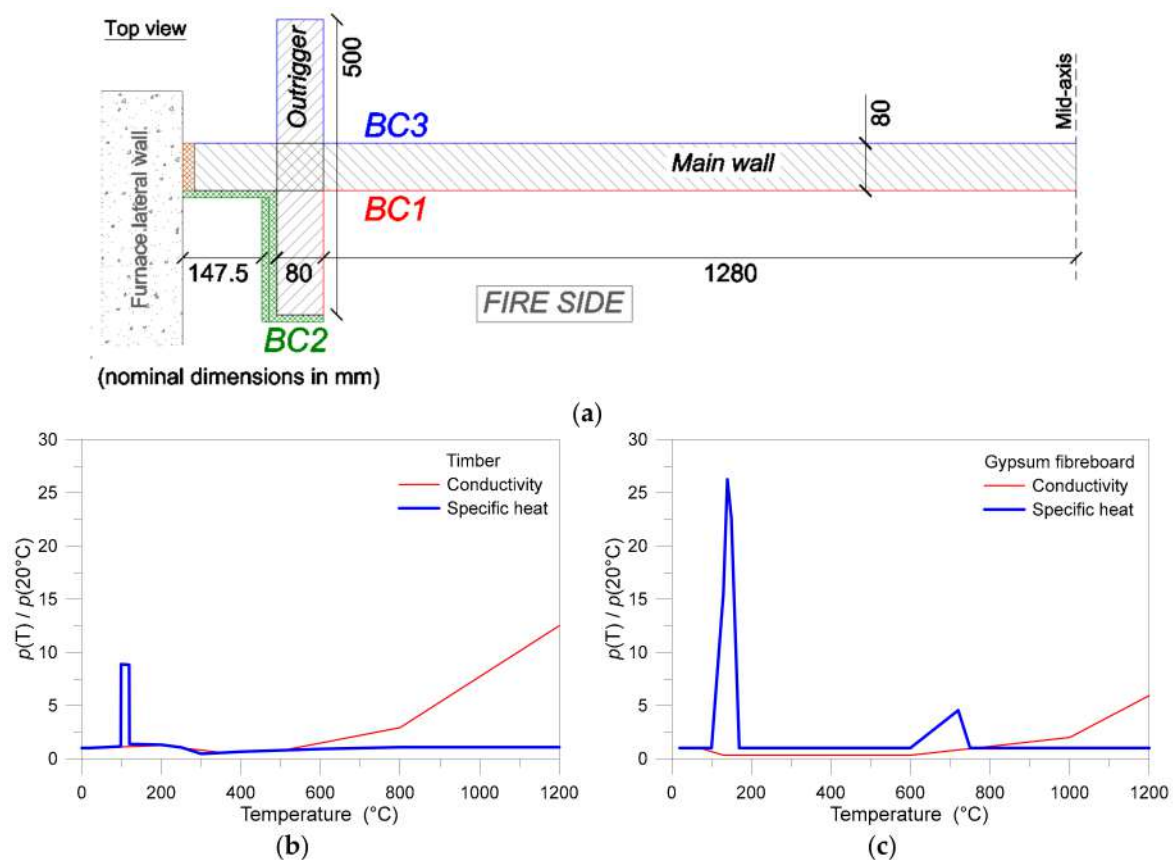 Top view
Outrigger
500
Furnace lateral wall.
BC3
80
Mid-axis
Main wall
BC1
147.5
80
1280
FIRE SIDE
BC2
(nominal dimensions in mm)
(a)
30
25
20
15
10
5
0
p(T) / p(20°C)
Timber
Conductivity
Specific heat
0 200 400 600 800 1000 1200
Temperature (°C)
(b)
30
25
20
15
10
5
0
p(T) / p(20°C)
Gypsum fibreboard
Conductivity
Specific heat
0 200 400 600 800 1000 1200
Temperature (°C)
(c)